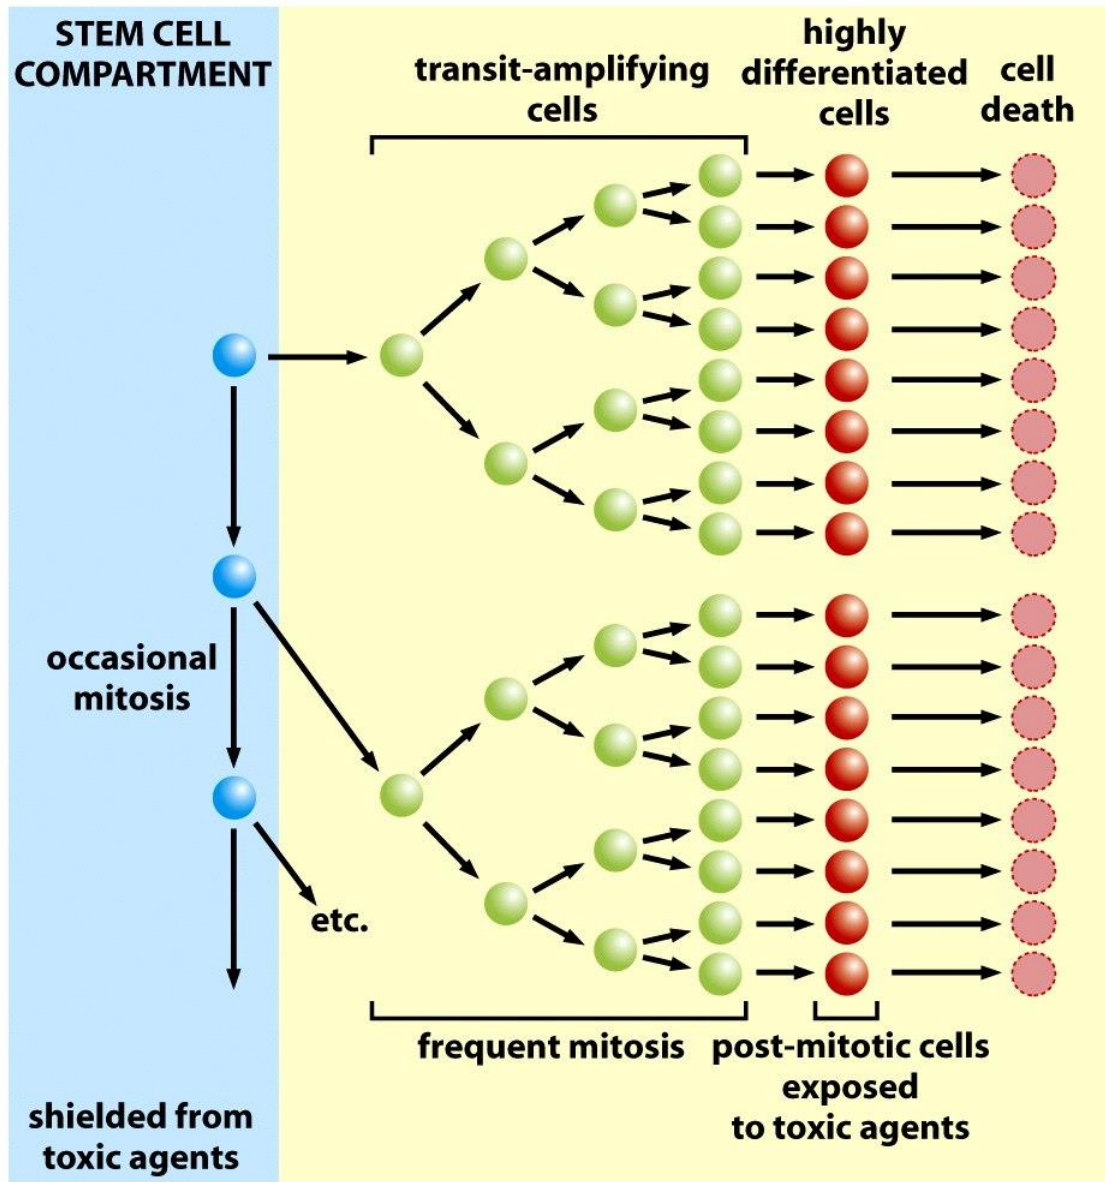 STEM CELL
COMPARTMENT
transit-amplifying
cells
highly
differentiated
cells
cell
death
occasional
mitosis
etc.
frequent mitosis
post-mitotic cells
exposed
to toxic agents
shielded from
toxic agents